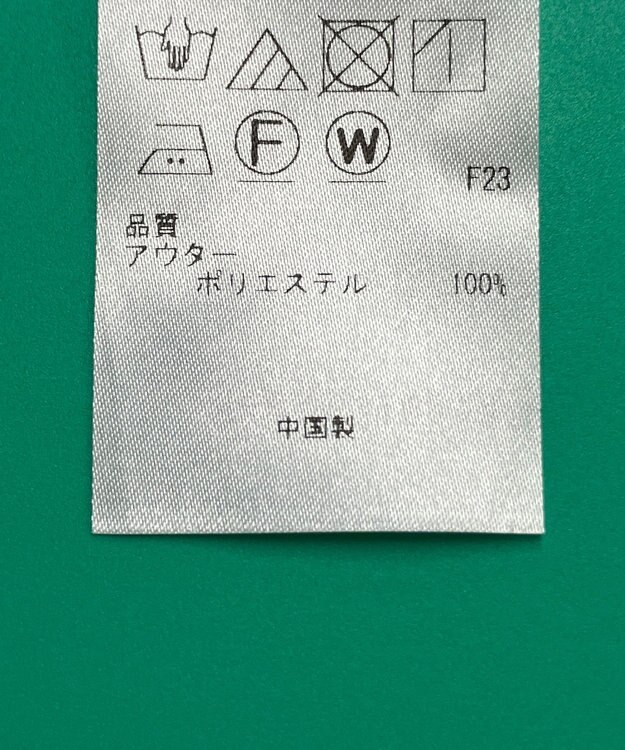 F W
F23
品質
アウター
ポリエステル 100%
中国製